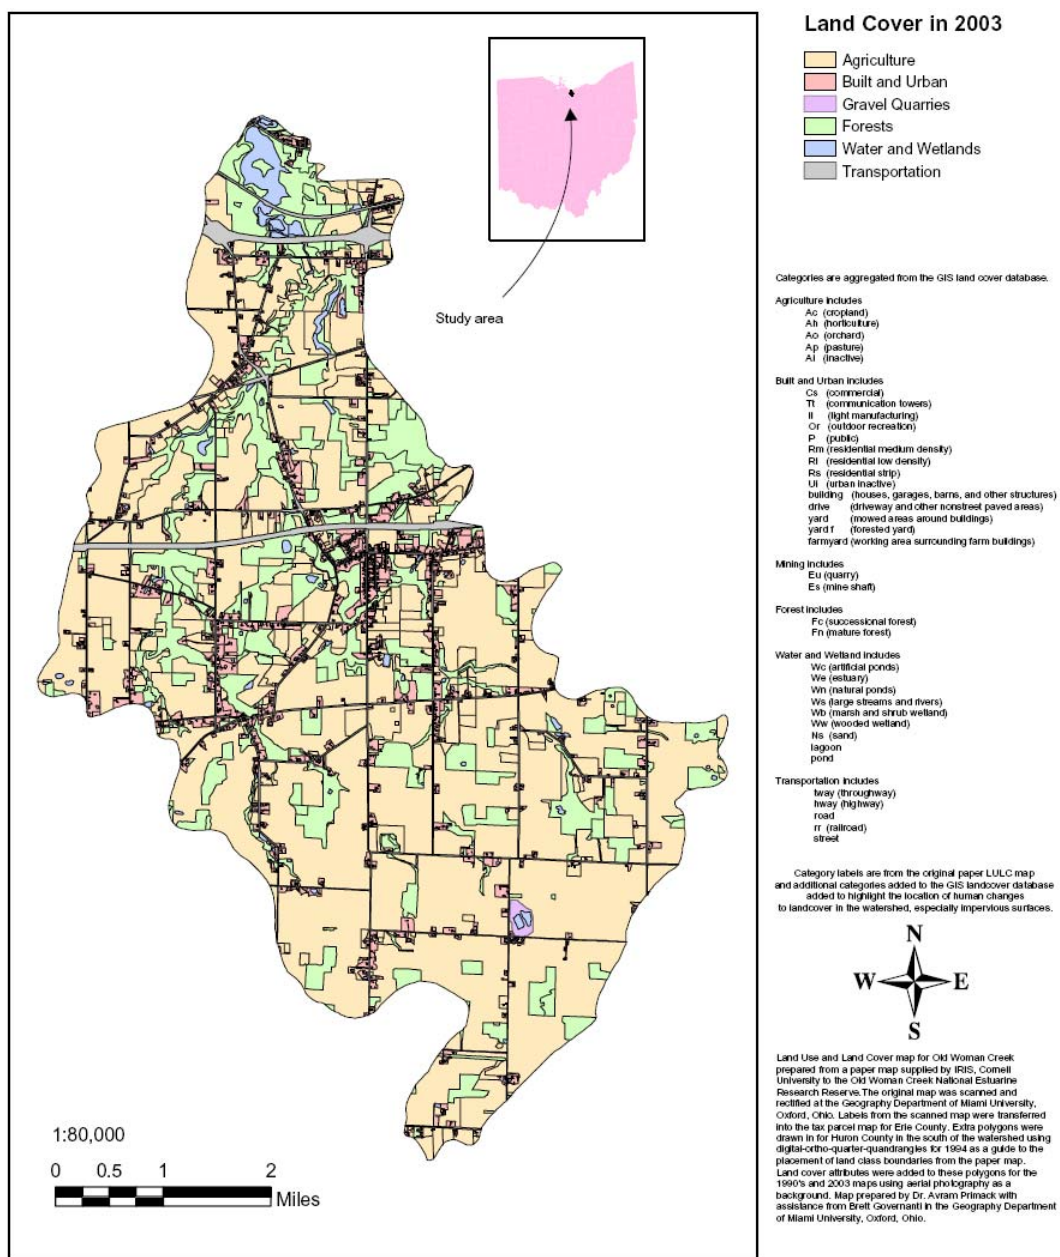 Land Cover in 2003
Agriculture
Built and Urban
Gravel Quarries
Forests
Water and Wetlands
Transportation
Study area
Categories are aggregated from the GIS land cover database.
Agriculture includes
Ac (cropland)
Ah (horticulture)
Ao (orchard)
Ap (pasture)
Ai (inactive)
Built and Urban includes
Cs (commercial)
Tt (communication towers)
Il (light manufacturing)
Or (outdoor recreation)
P (public)
Rm (residential medium density)
Rl (residential low density)
Rs (residential strip)
Ui (urban inactive)
building (houses, garages, barns, and other structures)
drive (driveway and other nonstreet paved areas)
yard (mowed areas around buildings)
yard f (forested yard)
farmyard (working area surrounding farm buildings)
Mining includes
Eu (quarry)
Es (mine shaft)
Forest includes
Fc (successional forest)
Fn (mature forest)
Water and Wetland includes
Wc (artificial ponds)
We (estuary)
Wn (natural ponds)
Ws (large streams and rivers)
Wb (marsh and shrub wetland)
Ww (wooded wetland)
Ns (sand)
lagoon
pond
Transportation includes
tway (throughway)
hway (highway)
road
rr (railroad)
street
Category labels are from the original paper LULC map
and additional categories added to the GIS landcover database
added to highlight the location of human changes
to landcover in the watershed, especially impervious surfaces.
N
W E
S
Land Use and Land Cover map for Old Woman Creek
prepared from a paper map supplied by IRIS, Cornell
University to the Old Woman Creek National Estuarine
Research Reserve. The original map was scanned and
rectified at the Geography Department of Miami University,
Oxford, Ohio. Labels from the scanned map were transferred
into the tax parcel map for Erie County. Extra polygons were
drawn in for Huron County in the south of the watershed using
digital-ortho-quarter-quandrangles for 1994 as a guide to the
placement of land class boundaries from the paper map.
Land cover attributes were added to these polygons for the
1990's and 2003 maps using aerial photography as a
background. Map prepared by Dr. Avram Primack with
assistance from Brett Governanti in the Geography Department
of Miami University, Oxford, Ohio.
1:80,000
0 0.5 1 2
Miles